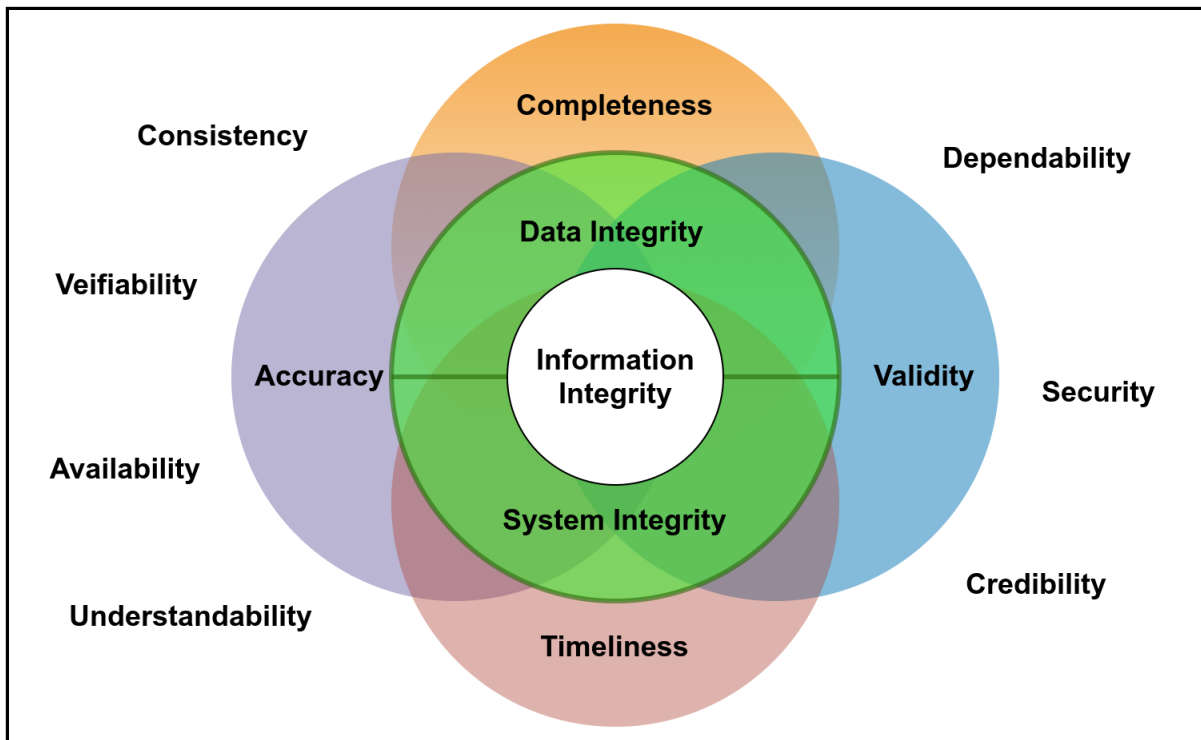 Completeness
Consistency
Dependability
Data Integrity
Veifiability
Information
Integrity
Accuracy
Validity
Security
Availability
System Integrity
Credibility
Understandability
Timeliness